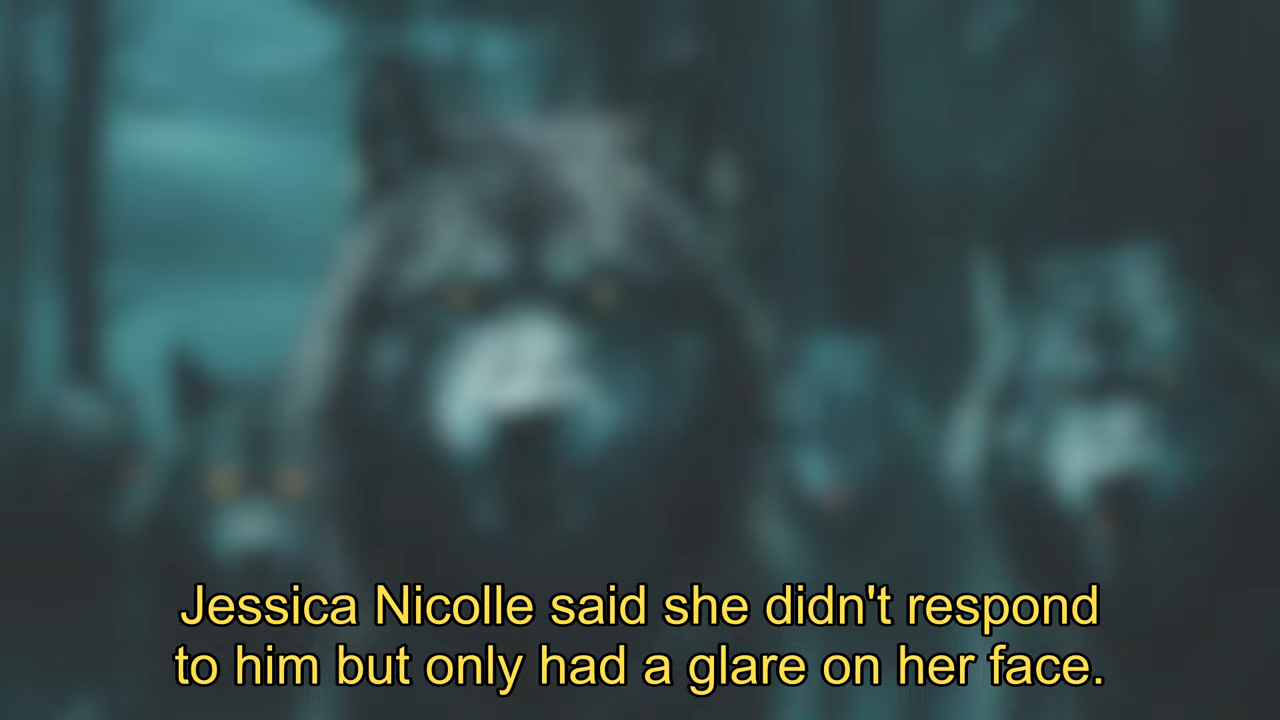 Jessica Nicolle said she didn't respond
to him but only had a glare on her face.